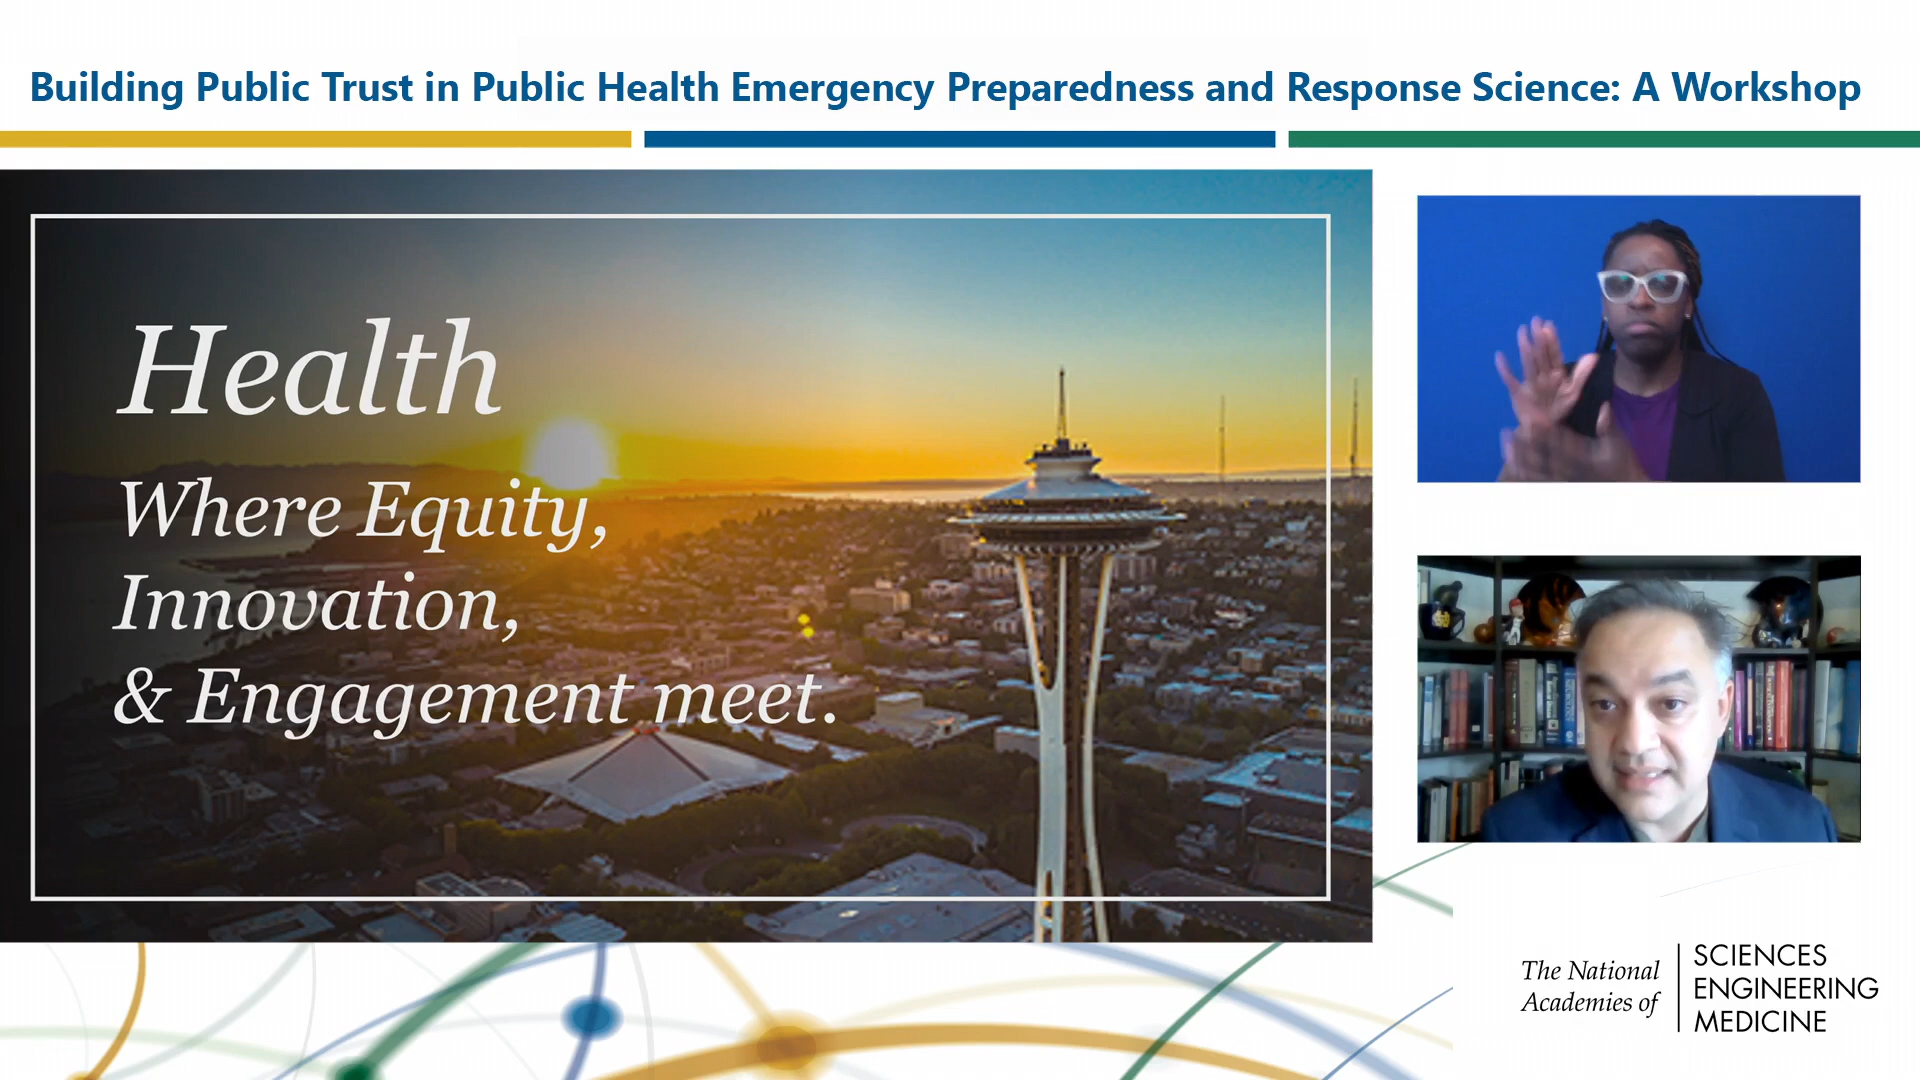 Building Public Trust in Public Health Emergency Preparedness and Response Science: A Workshop
Health
Where Equity,
Innovation,
& Engagement meet.
The National
Academies of
SCIENCES
ENGINEERING
MEDICINE